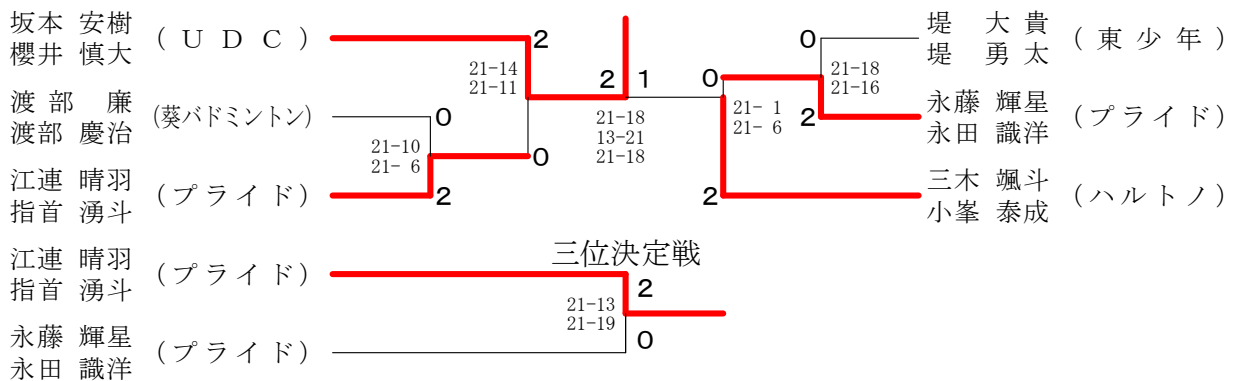 坂本 安樹
櫻井 慎大
( U D C )
2
21-14
21-11
渡部 廉
渡部 慶治
(葵バドミントン)
0
21-10
21- 6
0
江連 晴羽
指首 湧斗
(プライド)
2
2
1
21-18
13-21
21-18
0
堤 大貴
堤 勇太
(東少年)
0
21-18
21-16
21- 1
21- 6
2
永藤 輝星
永田 識洋
(プライド)
2
三木 颯斗
小峯 泰成
(ハルトノ)
三位決定戦
江連 晴羽
指首 湧斗
(プライド)
2
21-13
21-19
0
永藤 輝星
永田 識洋
(プライド)